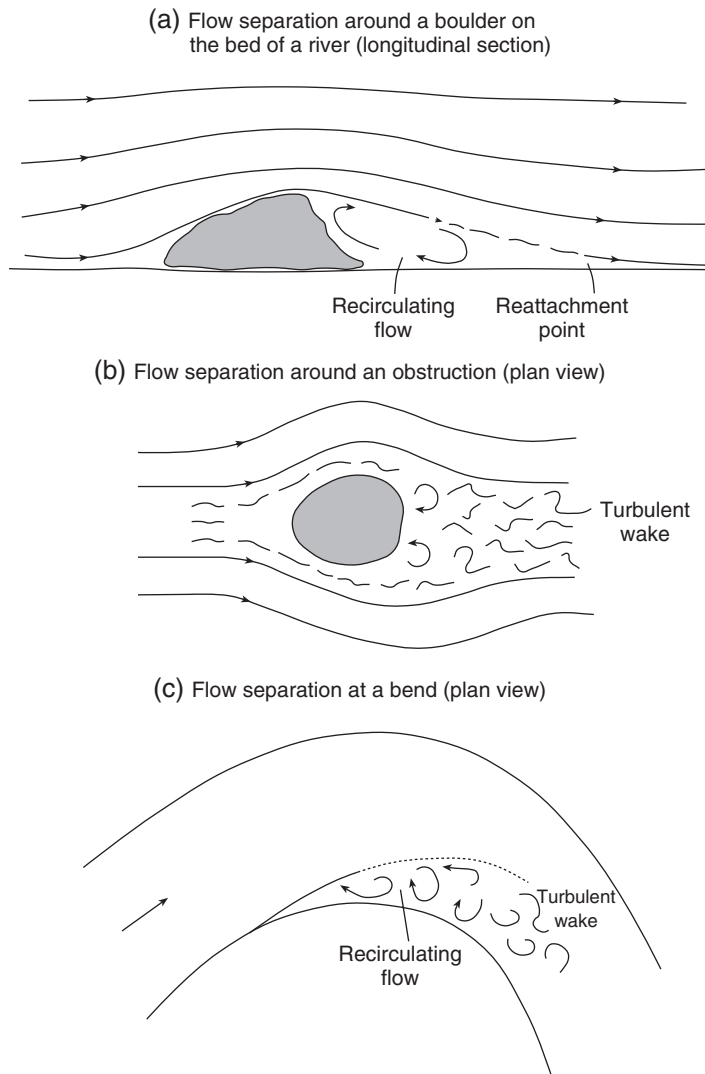 (a) Flow separation around a boulder on
the bed of a river (longitudinal section)
Recirculating
flow
Reattachment
point
(b) Flow separation around an obstruction (plan view)
Turbulent
wake
(c) Flow separation at a bend (plan view)
Turbulent
wake
Recirculating
flow